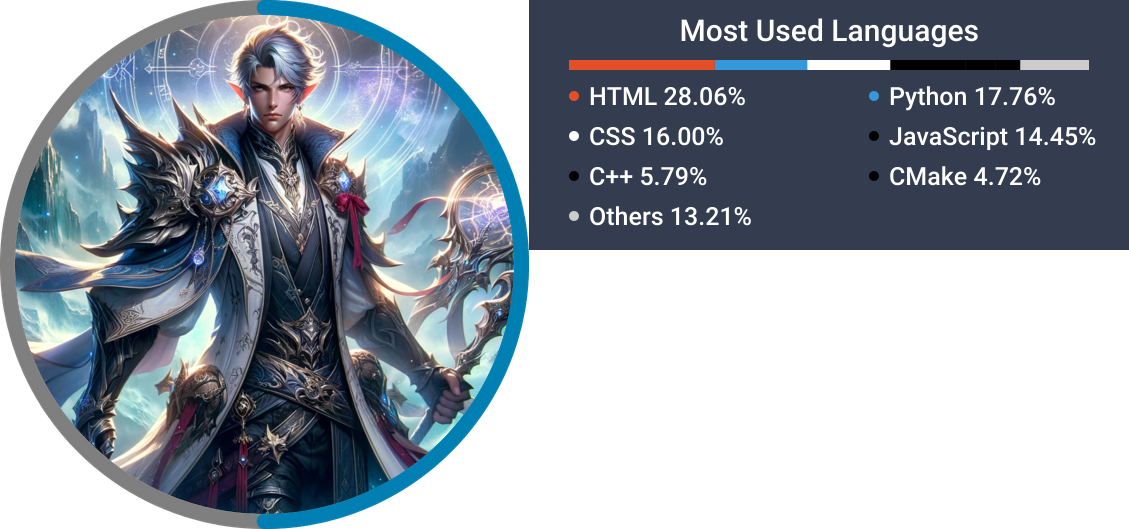 Most Used Languages
HTML 28.06%
Python 17.76%
CSS 16.00%
JavaScript 14.45%
C++ 5.79%
CMake 4.72%
Others 13.21%